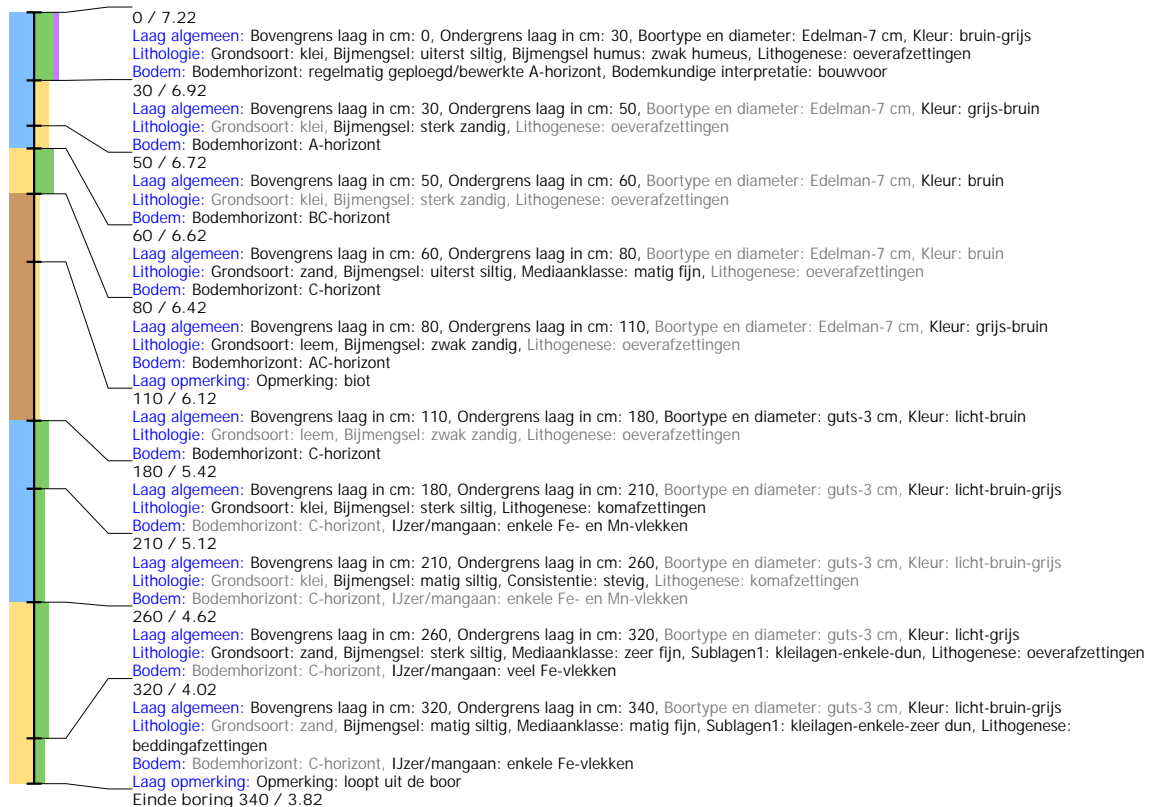 0 / 7.22
Laag algemeen: Bovengrens laag in cm: 0, Ondergrens laag in cm: 30, Boortype en diameter: Edelman-7 cm, Kleur: bruin-grijs
Lithologie: Grondsoort: klei, Bijmengsel: uiterst siltig, Bijmengsel humus: zwak humeus, Lithogenese: oeverafzettingen
Bodem: Bodemhorizont: regelmatig geploegd/bewerkte A-horizont, Bodemkundige interpretatie: bouwvoor
30 / 6.92
Laag algemeen: Bovengrens laag in cm: 30, Ondergrens laag in cm: 50, Boortype en diameter: Edelman-7 cm, Kleur: grijs-bruin
Lithologie: Grondsoort: klei, Bijmengsel: sterk zandig, Lithogenese: oeverafzettingen
Bodem: Bodemhorizont: A-horizont
50 / 6.72
Laag algemeen: Bovengrens laag in cm: 50, Ondergrens laag in cm: 60, Boortype en diameter: Edelman-7 cm, Kleur: bruin
Lithologie: Grondsoort: klei, Bijmengsel: sterk zandig, Lithogenese: oeverafzettingen
Bodem: Bodemhorizont: BC-horizont
60 / 6.62
Laag algemeen: Bovengrens laag in cm: 60, Ondergrens laag in cm: 80, Boortype en diameter: Edelman-7 cm, Kleur: bruin
Lithologie: Grondsoort: zand, Bijmengsel: uiterst siltig, Mediaanklasse: matig fijn, Lithogenese: oeverafzettingen
Bodem: Bodemhorizont: C-horizont
80 / 6.42
Laag algemeen: Bovengrens laag in cm: 80, Ondergrens laag in cm: 110, Boortype en diameter: Edelman-7 cm, Kleur: grijs-bruin
Lithologie: Grondsoort: leem, Bijmengsel: zwak zandig, Lithogenese: oeverafzettingen
Bodem: Bodemhorizont: AC-horizont
Laag opmerking: Opmerking: biot
110 / 6.12
Laag algemeen: Bovengrens laag in cm: 110, Ondergrens laag in cm: 180, Boortype en diameter: guts-3 cm, Kleur: licht-bruin
Lithologie: Grondsoort: leem, Bijmengsel: zwak zandig, Lithogenese: oeverafzettingen
Bodem: Bodemhorizont: C-horizont
180 / 5.42
Laag algemeen: Bovengrens laag in cm: 180, Ondergrens laag in cm: 210, Boortype en diameter: guts-3 cm, Kleur: licht-bruin-grijs
Lithologie: Grondsoort: klei, Bijmengsel: sterk siltig, Lithogenese: komafzettingen
Bodem: Bodemhorizont: C-horizont, IJzer/mangaan: enkele Fe- en Mn-vlekken
210 / 5.12
Laag algemeen: Bovengrens laag in cm: 210, Ondergrens laag in cm: 260, Boortype en diameter: guts-3 cm, Kleur: licht-bruin-grijs
Lithologie: Grondsoort: klei, Bijmengsel: matig siltig, Consistentie: stevig, Lithogenese: komafzettingen
Bodem: Bodemhorizont: C-horizont, IJzer/mangaan: enkele Fe- en Mn-vlekken
260 / 4.62
Laag algemeen: Bovengrens laag in cm: 260, Ondergrens laag in cm: 320, Boortype en diameter: guts-3 cm, Kleur: licht-grijs
Lithologie: Grondsoort: zand, Bijmengsel: sterk siltig, Mediaanklasse: zeer fijn, Sublagen1: kleilagen-enkele-dun, Lithogenese: oeverafzettingen
Bodem: Bodemhorizont: C-horizont, IJzer/mangaan: veel Fe-vlekken
320 / 4.02
Laag algemeen: Bovengrens laag in cm: 320, Ondergrens laag in cm: 340, Boortype en diameter: guts-3 cm, Kleur: licht-bruin-grijs
Lithologie: Grondsoort: zand, Bijmengsel: matig siltig, Mediaanklasse: matig fijn, Sublagen1: kleilagen-enkele-zeer dun, Lithogenese:
beddingafzettingen
Bodem: Bodemhorizont: C-horizont, IJzer/mangaan: enkele Fe-vlekken
Laag opmerking: Opmerking: loopt uit de boor
Einde boring 340 / 3.82